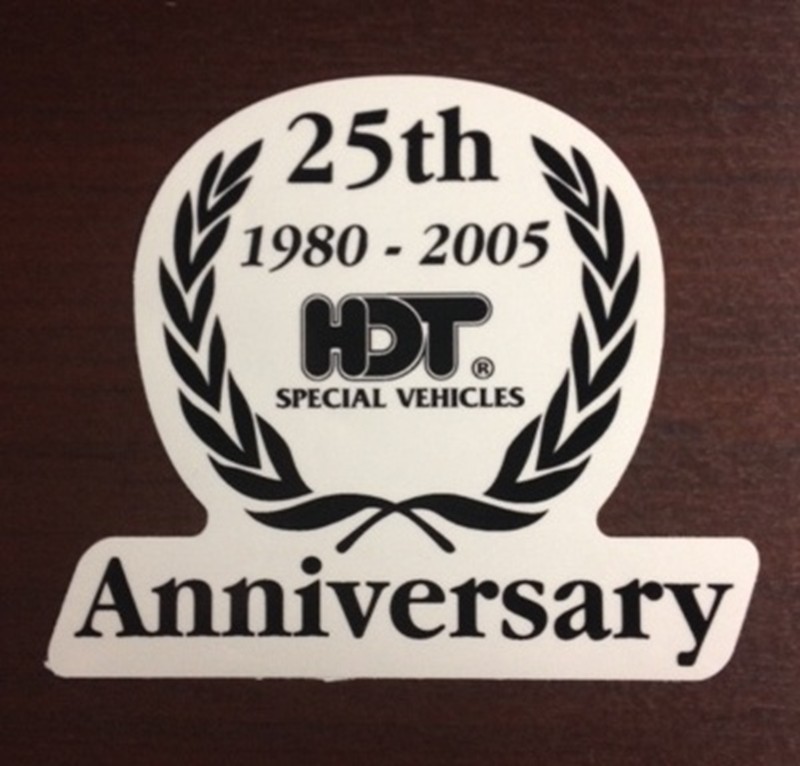 25th
1980 - 2005
HDT ®
SPECIAL VEHICLES
Anniversary